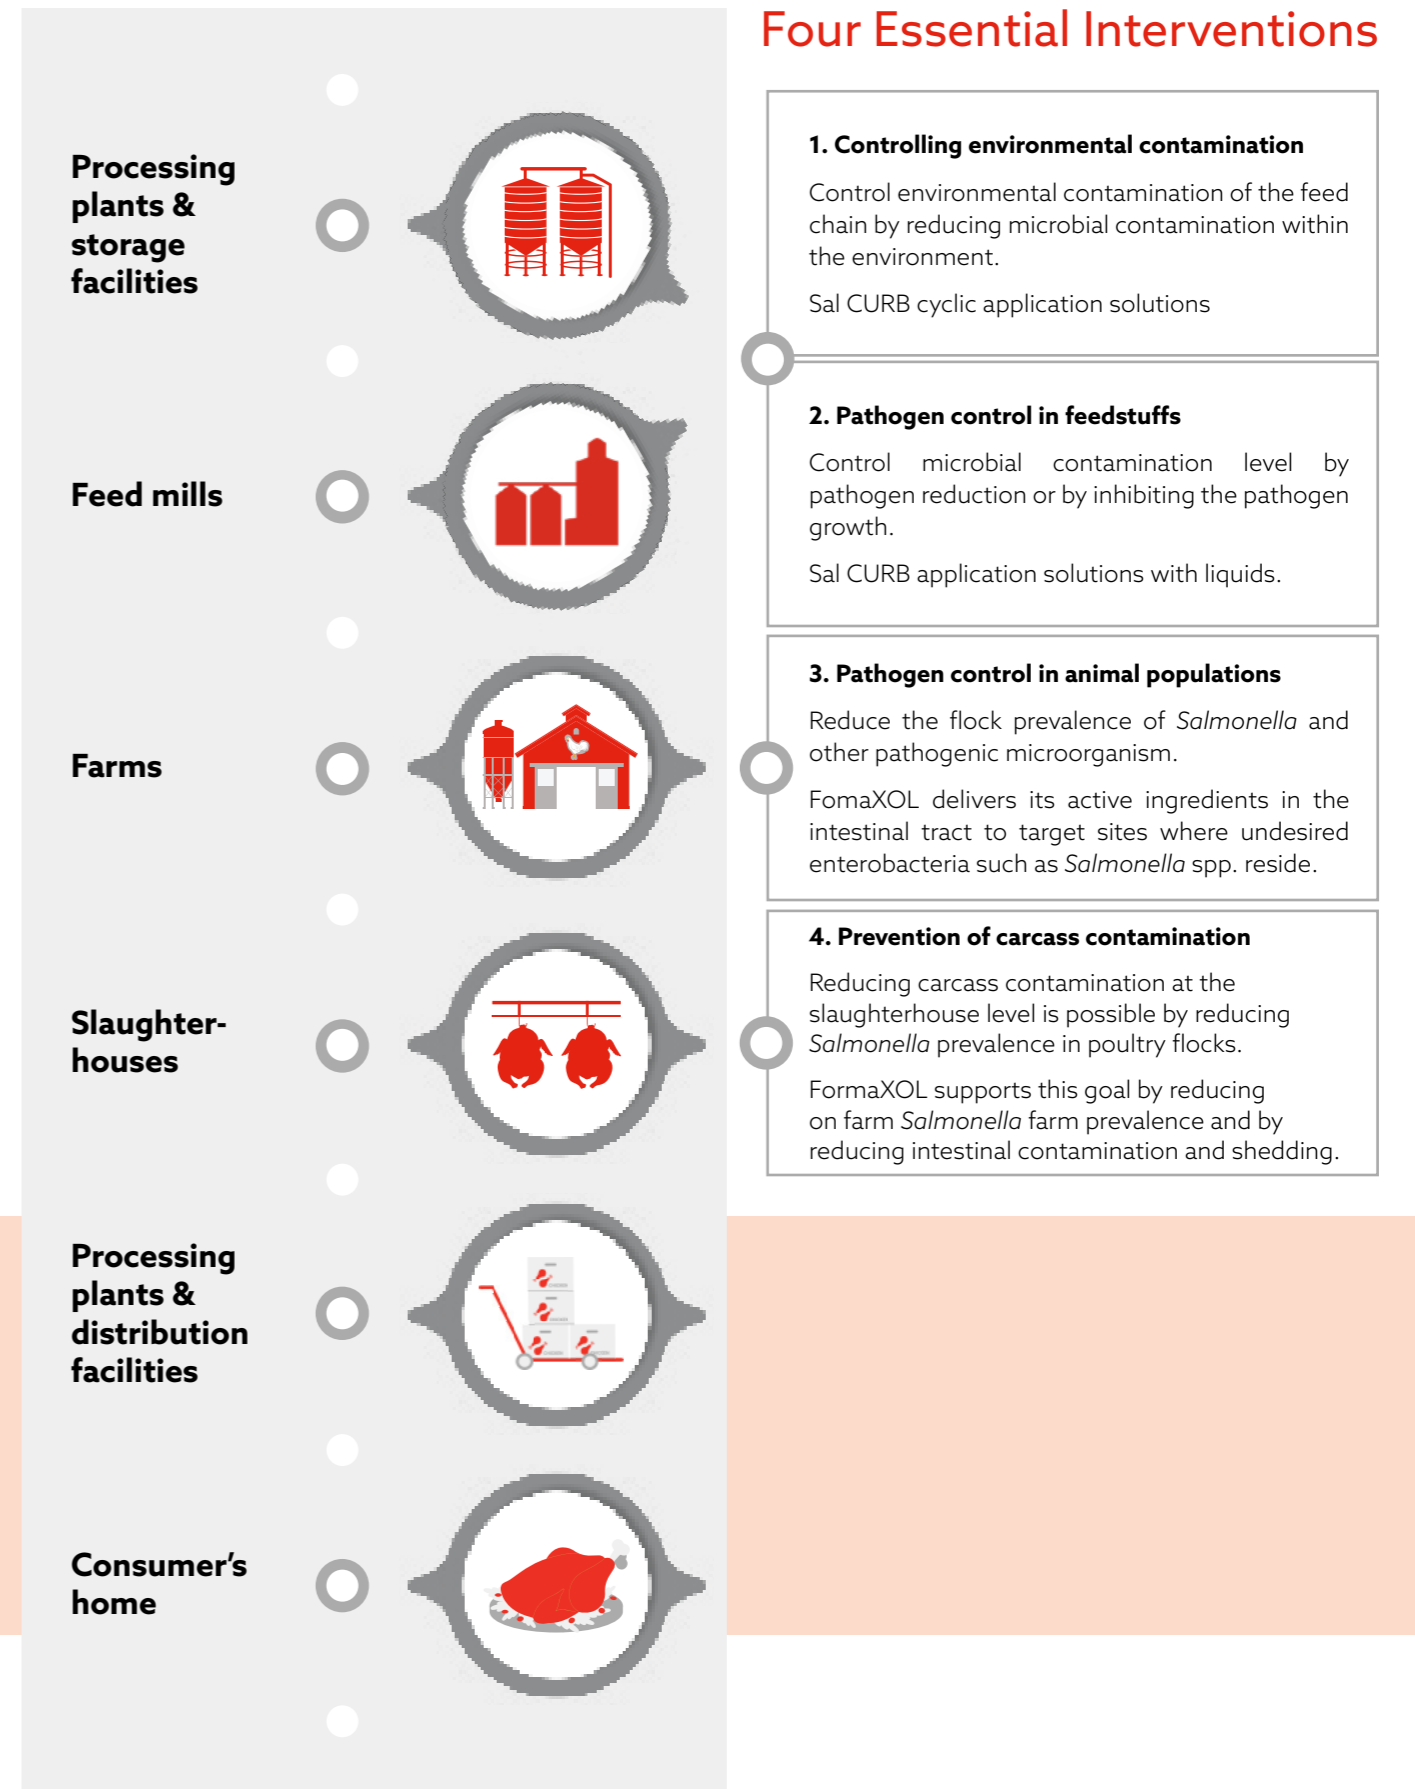 Four Essential Interventions
Processing
plants &
storage
facilities
1. Controlling environmental contamination
Control environmental contamination of the feed
chain by reducing microbial contamination within
the environment.
Sal CURB cyclic application solutions
Feed mills
2. Pathogen control in feedstuffs
Control microbial contamination level by
pathogen reduction or by inhibiting the pathogen
growth.
Sal CURB application solutions with liquids.
Farms
3. Pathogen control in animal populations
Reduce the flock prevalence of Salmonella and
other pathogenic microorganism.
FomaXOL delivers its active ingredients in the
intestinal tract to target sites where undesired
enterobacteria such as Salmonella spp. reside.
Slaughter-
houses
4. Prevention of carcass contamination
Reducing carcass contamination at the
slaughterhouse level is possible by reducing
Salmonella prevalence in poultry flocks.
FormaXOL supports this goal by reducing
on farm Salmonella farm prevalence and by
reducing intestinal contamination and shedding.
Processing
plants &
distribution
facilities
Consumer’s
home